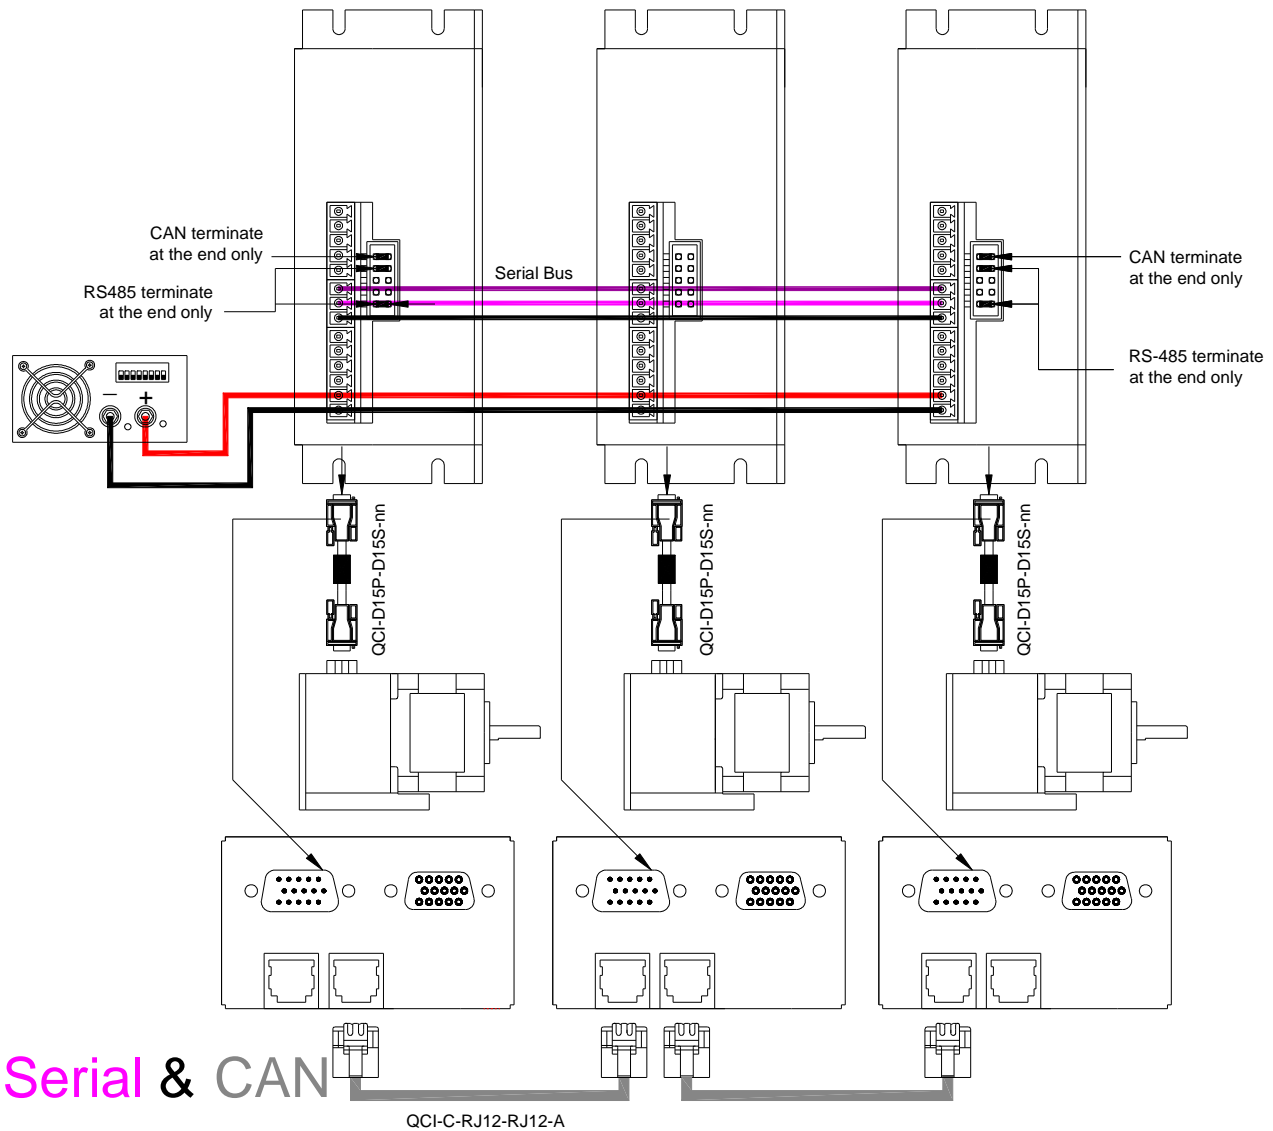 CAN terminate
at the end only
RS485 terminate
at the end only
Serial Bus
CAN terminate
at the end only
RS-485 terminate
at the end only
− +
QCI-D15P-D15S-nn
QCI-D15P-D15S-nn
QCI-D15P-D15S-nn
Serial & CAN
QCI-C-RJ12-RJ12-A